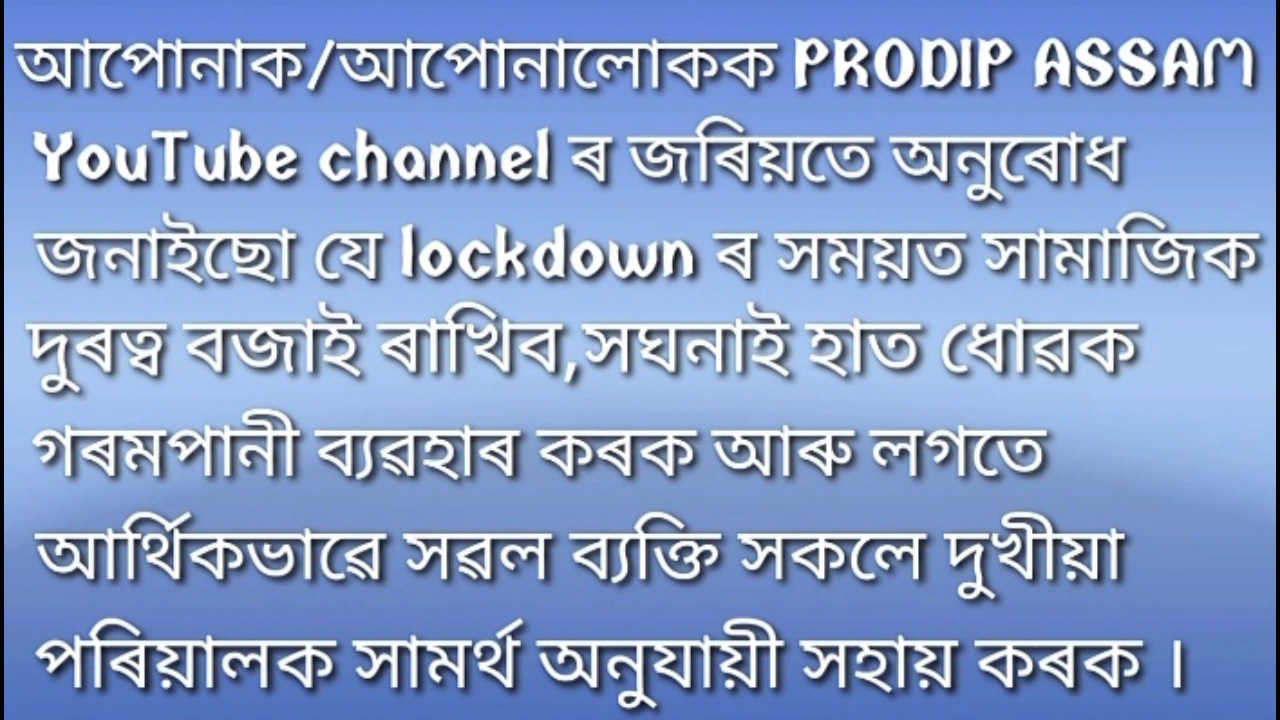 আপোনাক/আপোনালোকক PRODIP ASSAM
YouTube channel ৰ জৰিয়তে অনুৰোধ
জনাইছো যে lockdown ৰ সময়ত সামাজিক
দুৰত্ব বজাই ৰাখিব,সঘনাই হাত ধোৱক
গৰমপানী ব্যৱহাৰ কৰক আৰু লগতে
আৰ্থিকভাৱে সৱল ব্যক্তি সকলে দুখীয়া
পৰিয়ালক সামৰ্থ অনুযায়ী সহায় কৰক ।